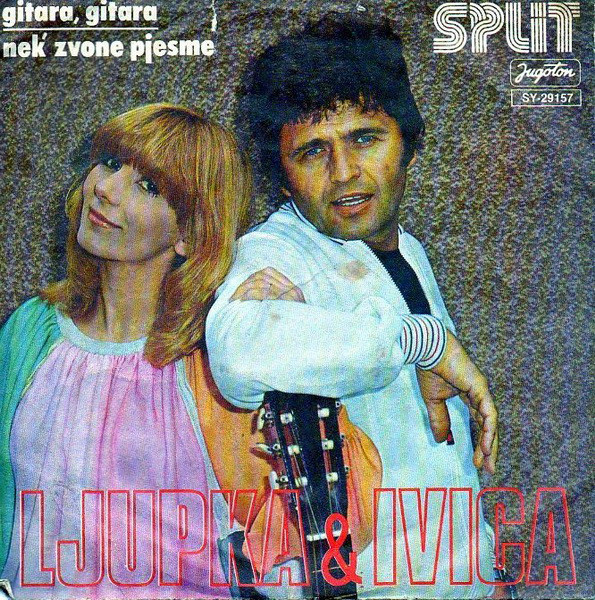 gitara, gitara
nek' zvone pjesme
SPLIT
Jugoton
SY-29157
LJUPKA & IVICA